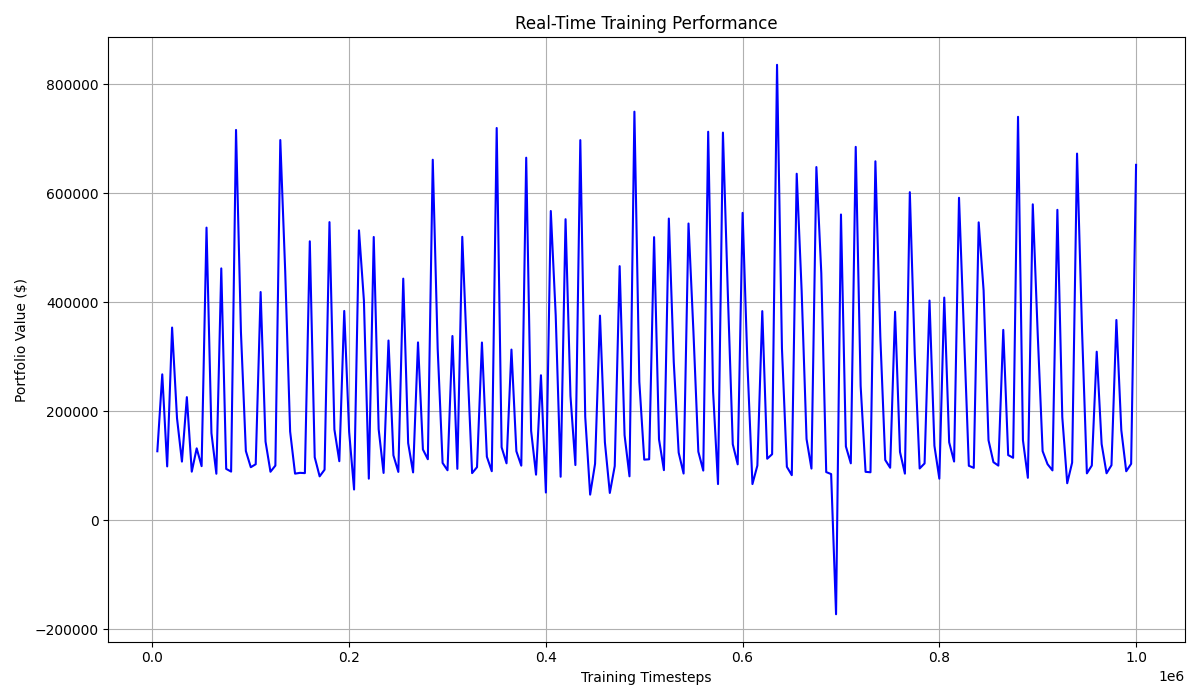 Real-Time Training Performance
Portfolio Value ($)
800000
600000
400000
200000
0
−200000
0.0 0.2 0.4 0.6 0.8 1.0
1e6
Training Timesteps